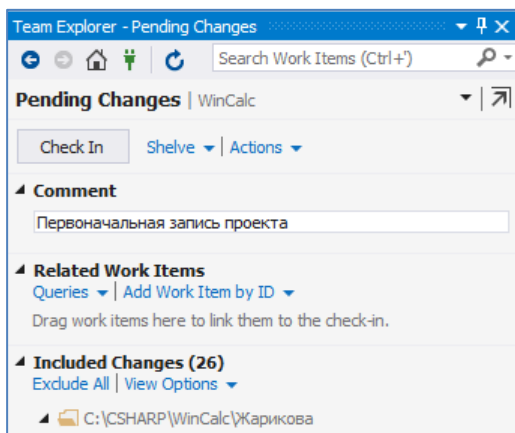 Team Explorer - Pending Changes
Search Work Items (Ctrl+')
Pending Changes | WinCalc
Check In Shelve | Actions
Comment
Первоначальная запись проекта
Related Work Items
Queries | Add Work Item by ID
Drag work items here to link them to the check-in.
Included Changes (26)
Exclude All | View Options
C:\CSHARP\WinCalc\Жарикова